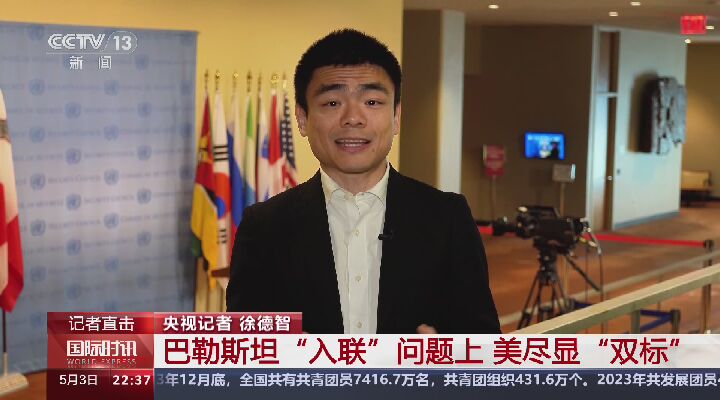 CCTV 13
新闻
EXIT
记者直击
央视记者 徐德智
国际时讯
WORLD EXPRESS
巴勒斯坦“入联”问题上 美尽显“双标”
5月3日 22:37
3年12月底，全国共有共青团员7416.7万名，共青团组织431.6万个。2023年共发展团员4